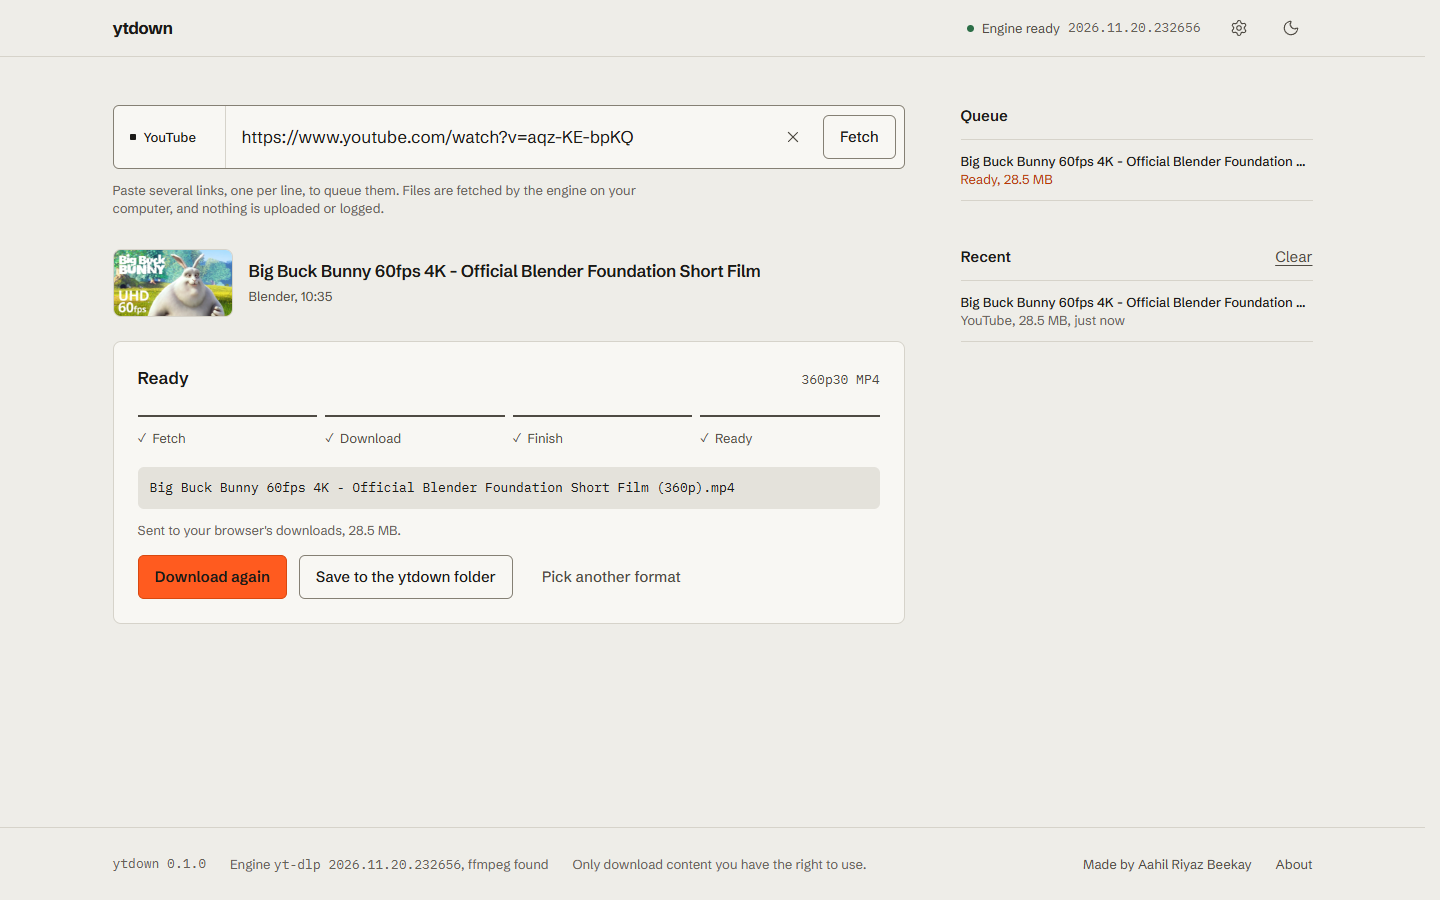 ytdown
Engine ready 2026.11.20.232656
YouTube
https://www.youtube.com/watch?v=aqz-KE-bpKQ
Fetch
Paste several links, one per line, to queue them. Files are fetched by the engine on your
computer, and nothing is uploaded or logged.
Big Buck
BUNNY
UHD
60fps
Big Buck Bunny 60fps 4K - Official Blender Foundation Short Film
Blender, 10:35
Ready
360p30 MP4
✓ Fetch
✓ Download
✓ Finish
✓ Ready
Big Buck Bunny 60fps 4K - Official Blender Foundation Short Film (360p).mp4
Sent to your browser's downloads, 28.5 MB.
Download again
Save to the ytdown folder
Pick another format
Queue
Big Buck Bunny 60fps 4K - Official Blender Foundation ...
Ready, 28.5 MB
Recent
Clear
Big Buck Bunny 60fps 4K - Official Blender Foundation ...
YouTube, 28.5 MB, just now
ytdown 0.1.0
Engine yt-dlp 2026.11.20.232656, ffmpeg found
Only download content you have the right to use.
Made by Aahil Riyaz Beekay
About